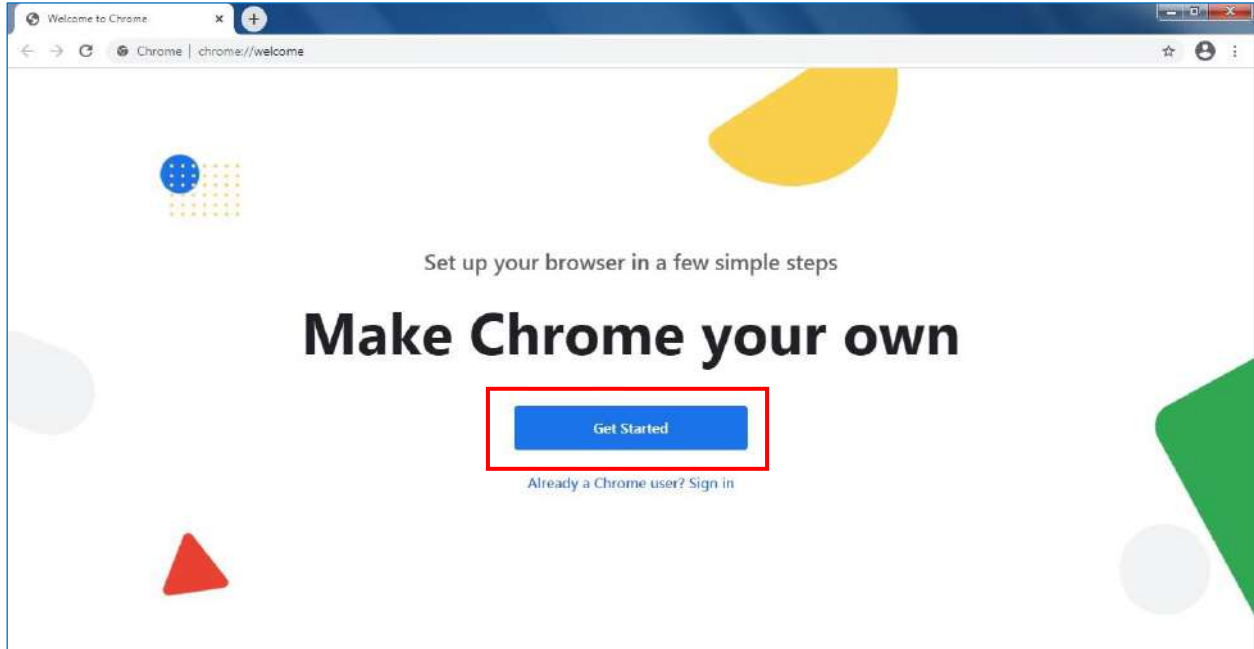 Welcome to Chrome
Chrome | chrome://welcome
Set up your browser in a few simple steps
Make Chrome your own
Get Started
Already a Chrome user? Sign in